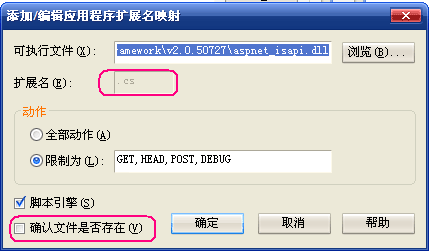 添加/编辑应用程序扩展名映射
可执行文件(X): amework\v2.0.50727\aspnet_isapi.dll 浏览(B)...
扩展名(E): .cs
动作
全部动作(A)
限制为(L): GET,HEAD,POST,DEBUG
脚本引擎(S)
确认文件是否存在(V) 确定 取消 帮助